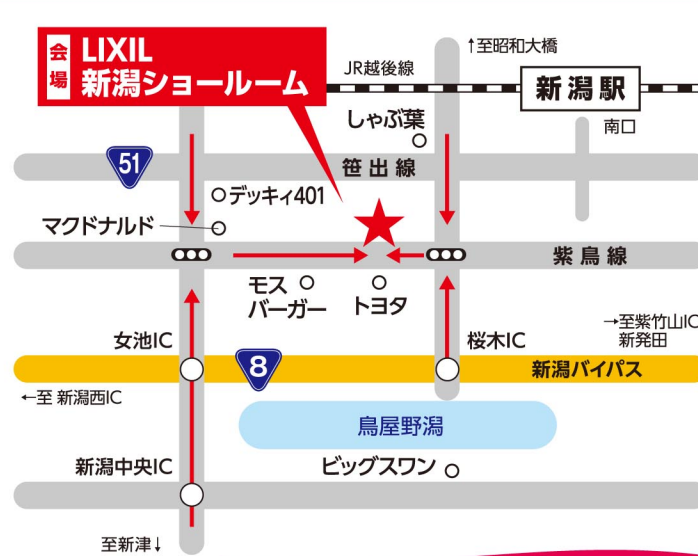 会場
LIXIL
新潟ショールーム
↑至昭和大橋
JR越後線
新潟駅
南口
しゃぶ葉
51
笹出線
デッキィ401
マクドナルド
紫鳥線
モス
バーガー
トヨタ
女池IC
桜木IC
→至紫竹山IC
新発田
8
新潟バイパス
←至 新潟西IC
鳥屋野潟
新潟中央IC
ビッグスワン
至新津↓